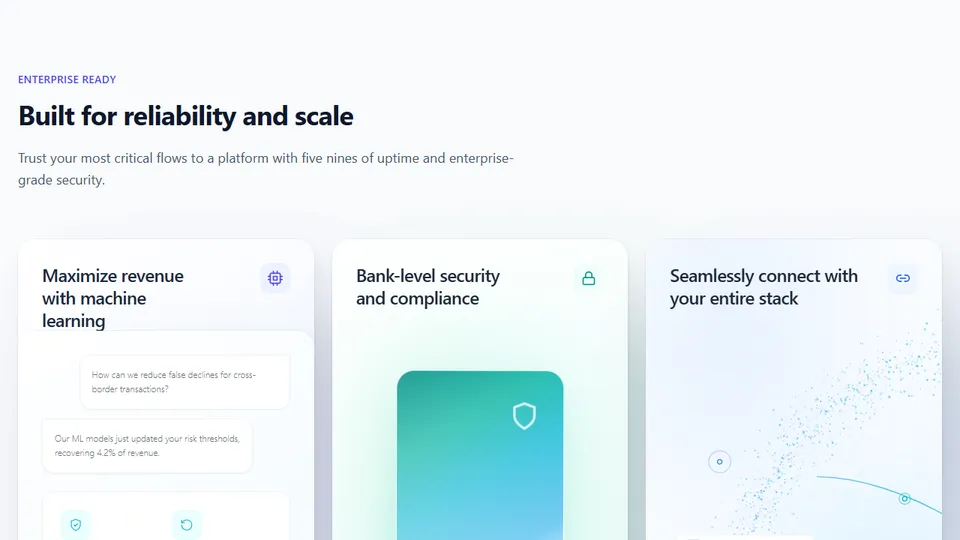 ENTERPRISE READY
Built for reliability and scale
Trust your most critical flows to a platform with five nines of uptime and enterprise-
grade security.
Maximize revenue
with machine
learning
How can we reduce false declines for cross-
border transactions?
Our ML models just updated your risk thresholds,
recovering 4.2% of revenue.
Bank-level security
and compliance
Seamlessly connect with
your entire stack